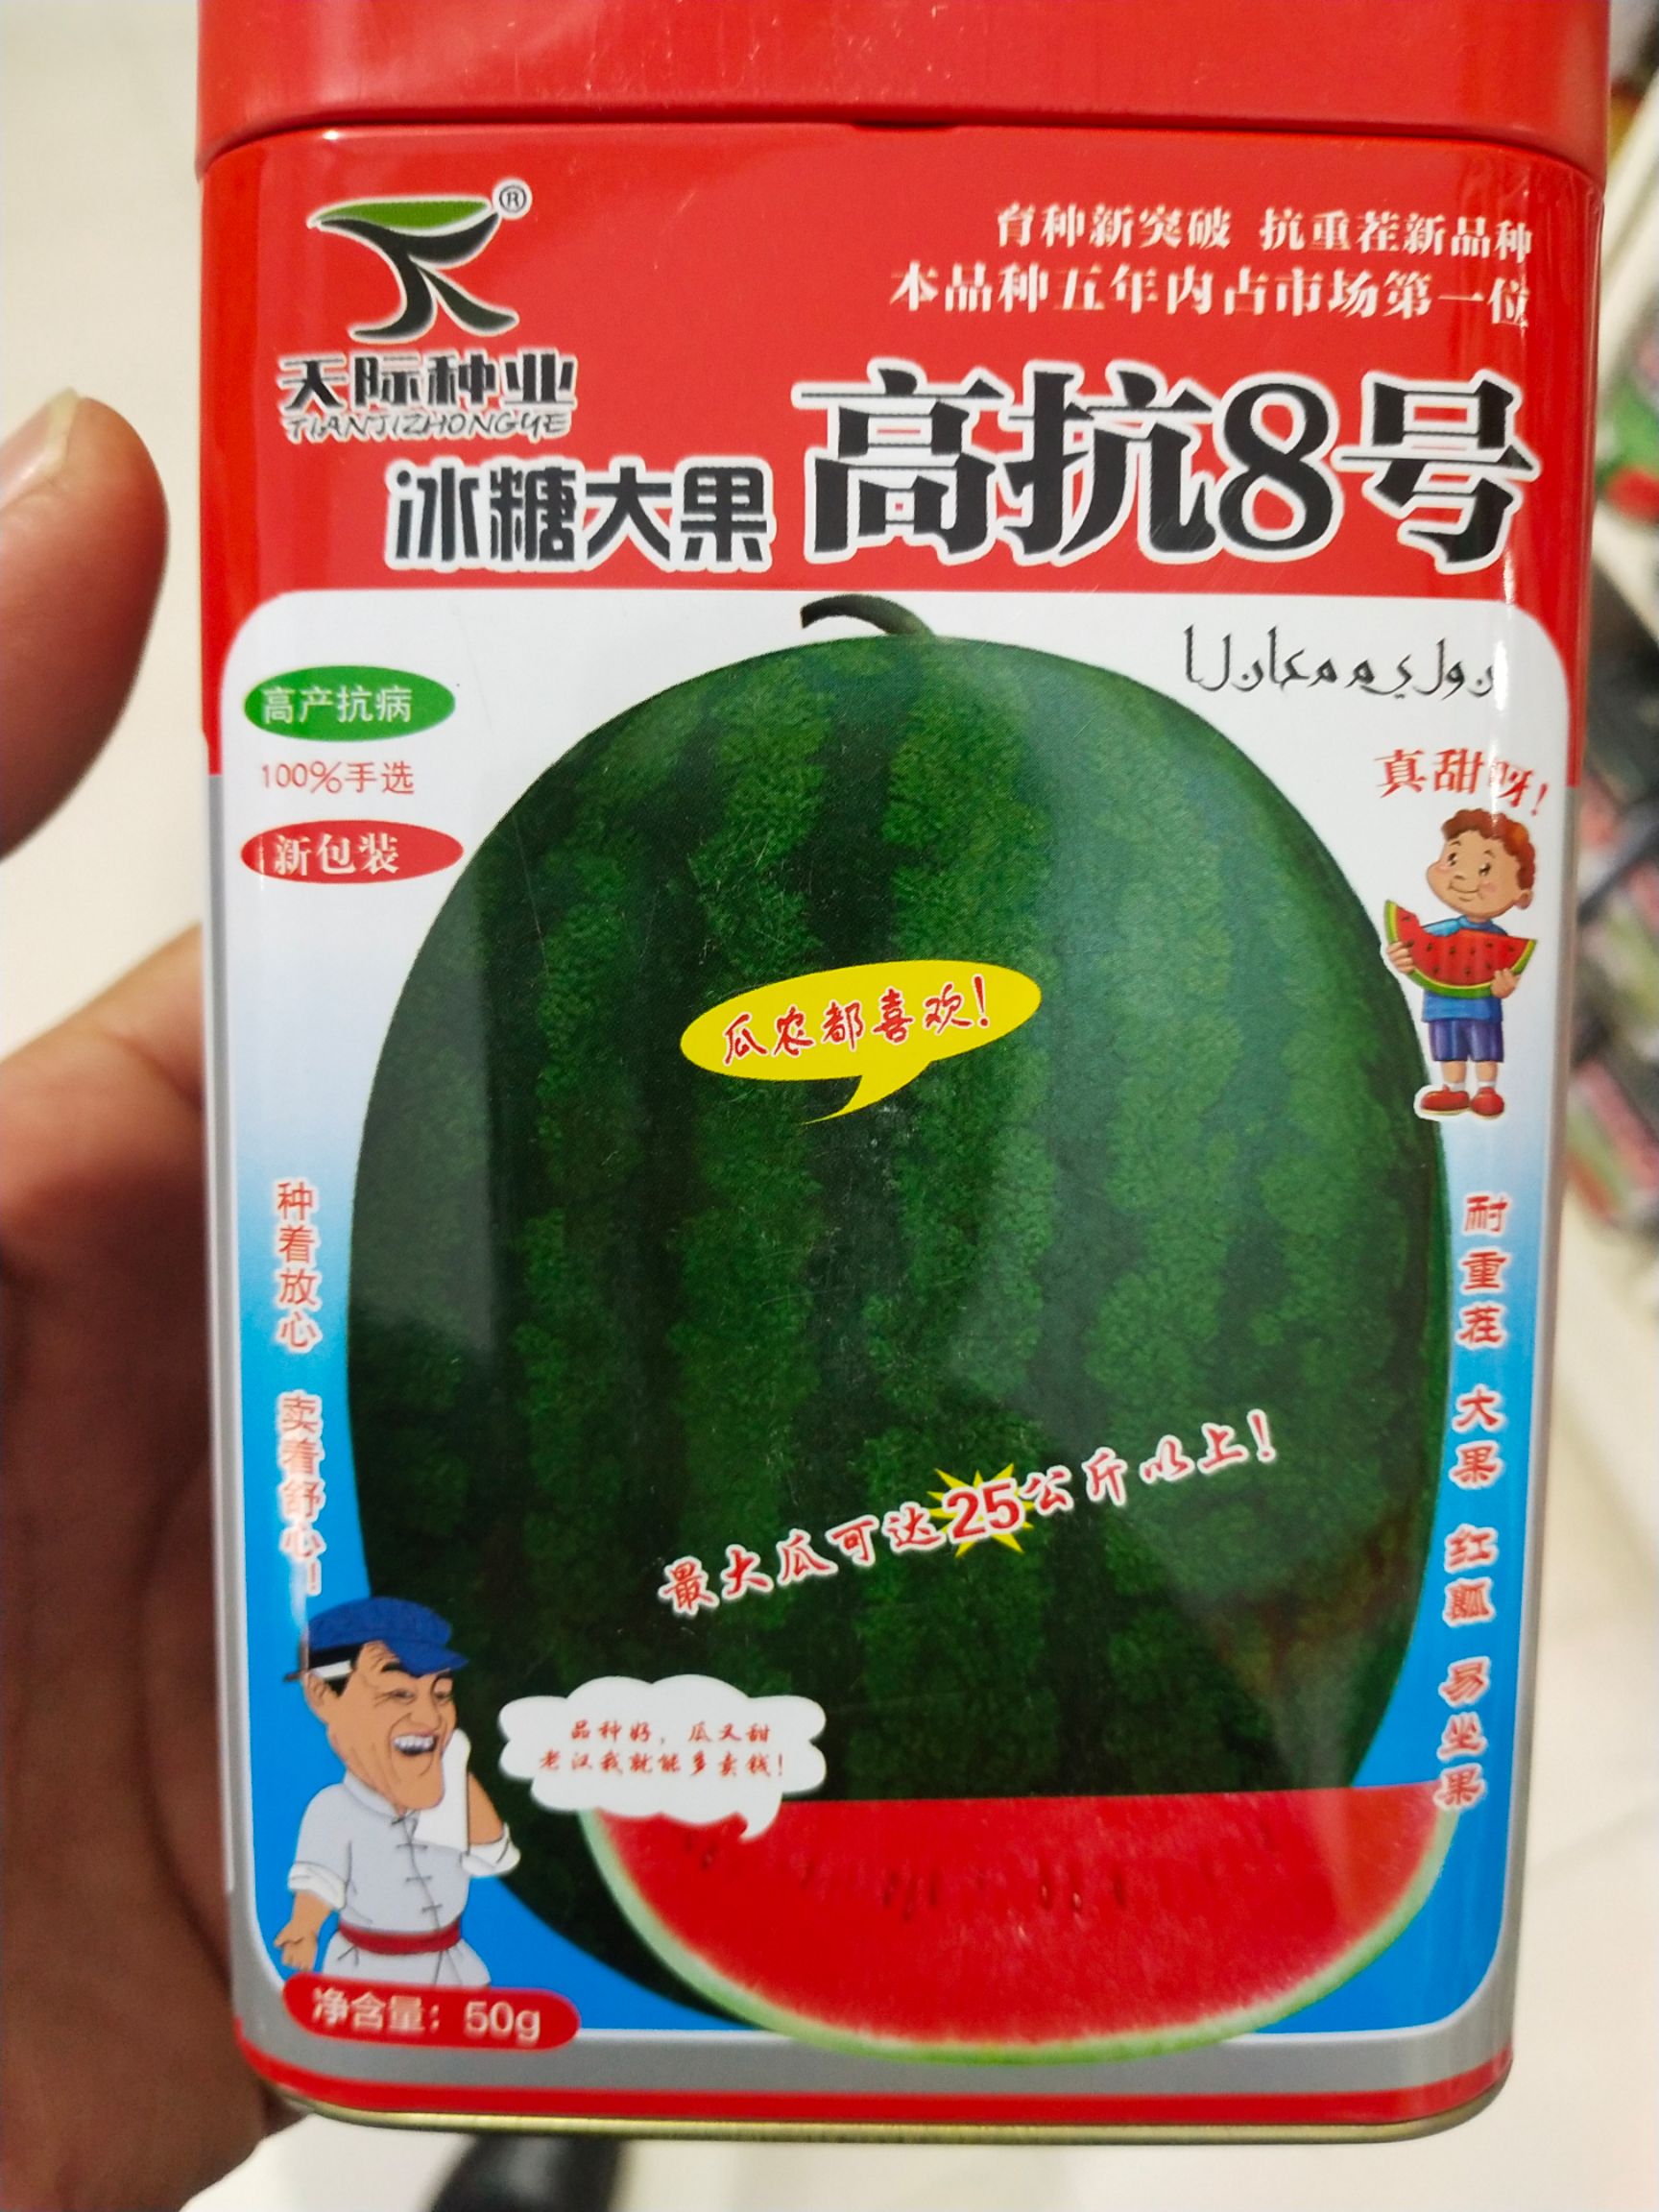 育种新突破 抗重茬新品种
本品种五年内占市场第一位
天际种业
TIANJIZHONGYE
®
冰糖大果 高抗8号
高产抗病
100%手选
新包装
真甜呀!
瓜农都喜欢!
种着放心 卖着舒心!
耐重茬 大果 红瓤 易坐果
最大瓜可达25公斤以上!
品种好，瓜又甜
老汉我就能多卖钱!
净含量：50g